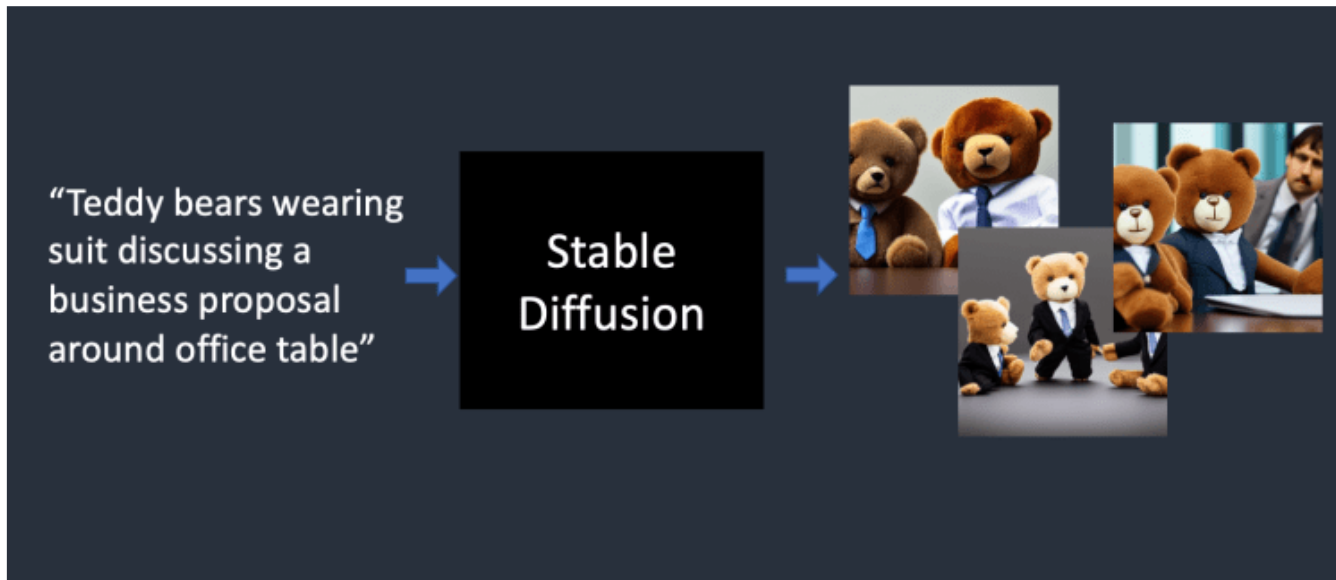 “Teddy bears wearing
suit discussing a
business proposal
around office table”
Stable
Diffusion